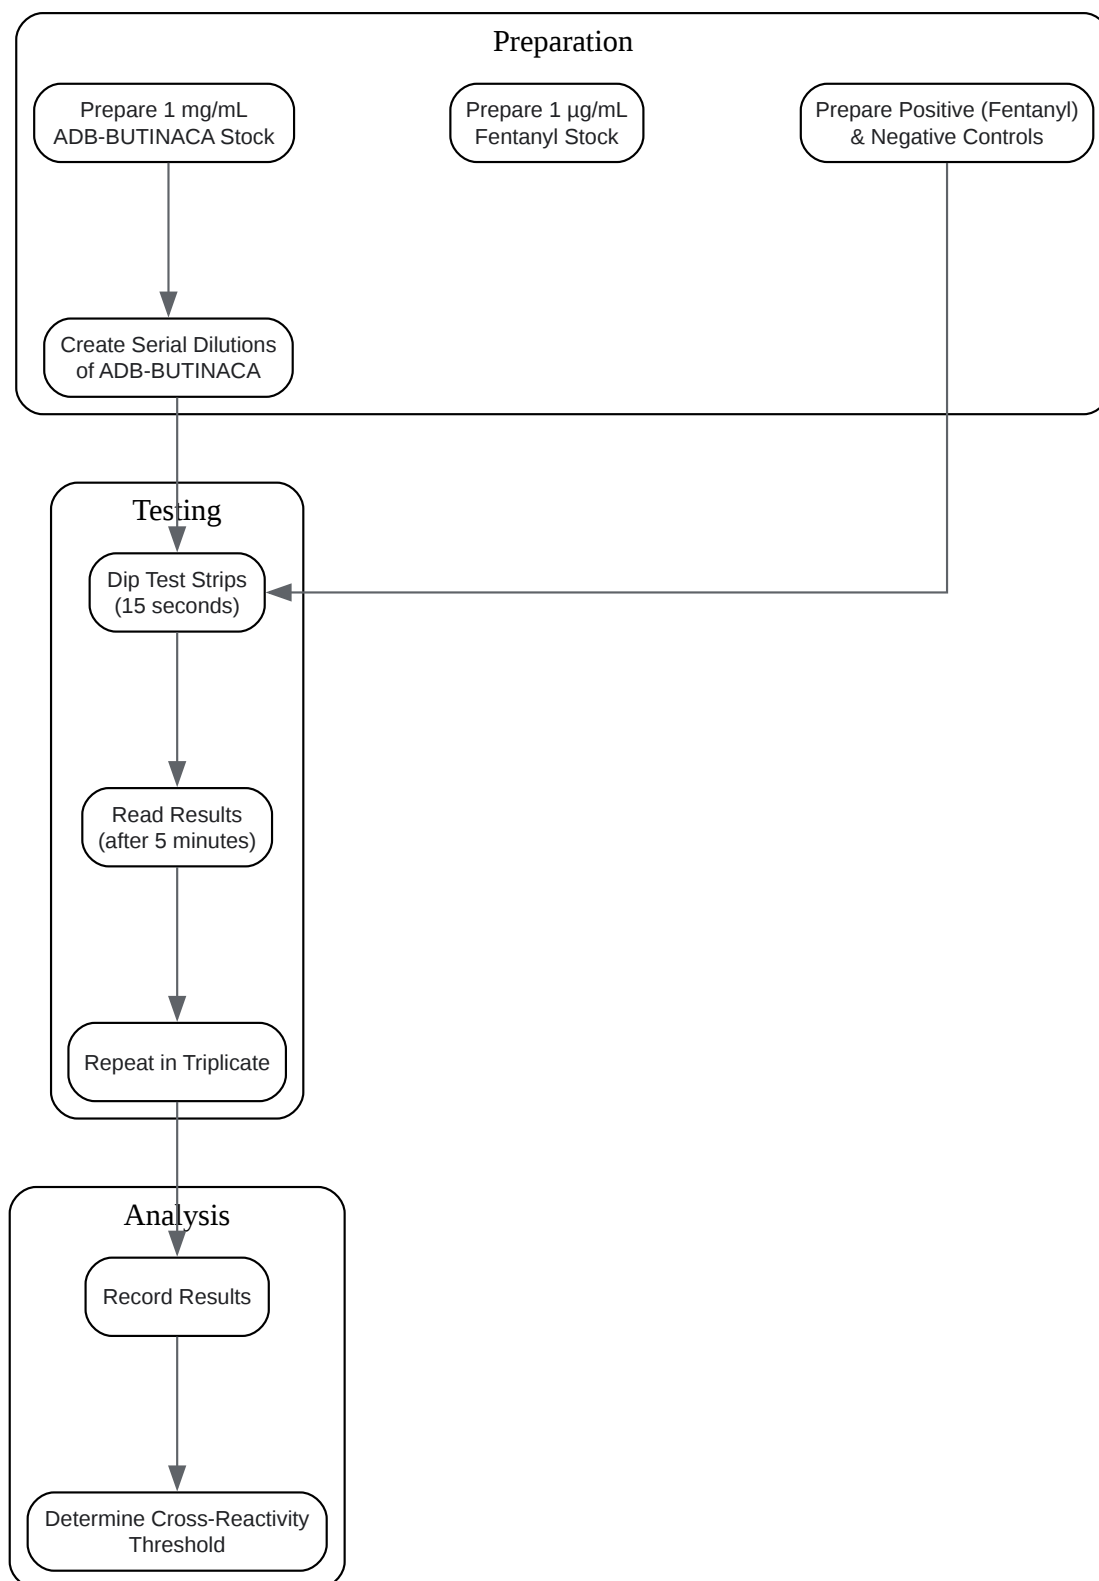 Preparation
Prepare 1 mg/mL
ADB-BUTINACA Stock
Prepare 1 µg/mL
Fentanyl Stock
Prepare Positive (Fentanyl)
& Negative Controls
Create Serial Dilutions
of ADB-BUTINACA
Testing
Dip Test Strips
(15 seconds)
Read Results
(after 5 minutes)
Repeat in Triplicate
Analysis
Record Results
Determine Cross-Reactivity
Threshold